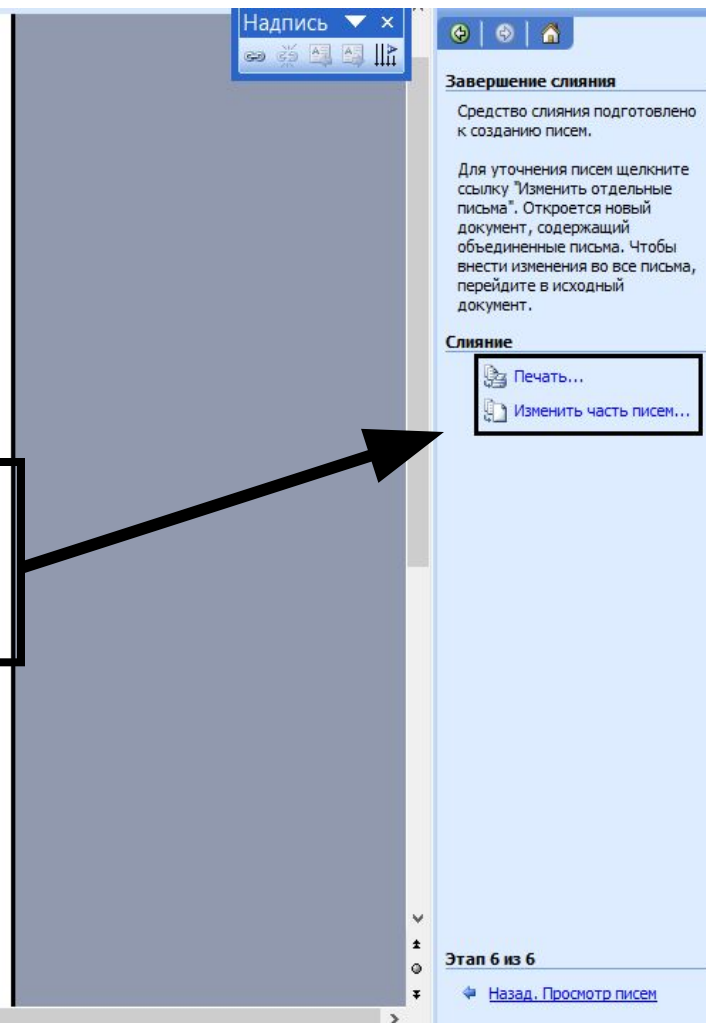 Надпись
Завершение слияния
Средство слияния подготовлено
к созданию писем.
Для уточнения писем щелкните
ссылку "Изменить отдельные
письма". Откроется новый
документ, содержащий
объединенные письма. Чтобы
внести изменения во все письма,
перейдите в исходный
документ.
Слияние
Печать...
Изменить часть писем...
Этап 6 из 6
Назад. Просмотр писем